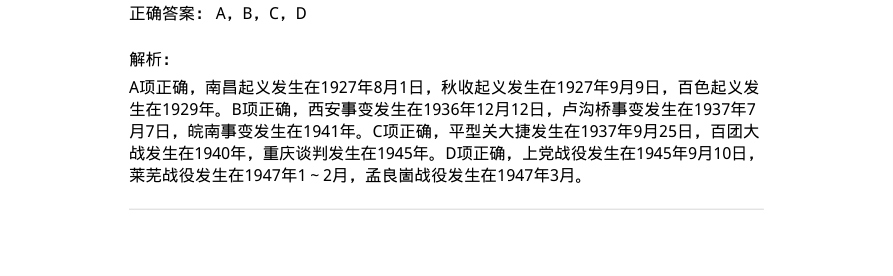 正确答案： A，B，C，D
解析：
A项正确，南昌起义发生在1927年8月1日，秋收起义发生在1927年9月9日，百色起义发
生在1929年。B项正确，西安事变发生在1936年12月12日，卢沟桥事变发生在1937年7
月7日，皖南事变发生在1941年。C项正确，平型关大捷发生在1937年9月25日，百团大
战发生在1940年，重庆谈判发生在1945年。D项正确，上党战役发生在1945年9月10日，
莱芜战役发生在1947年1～2月，孟良崮战役发生在1947年3月。